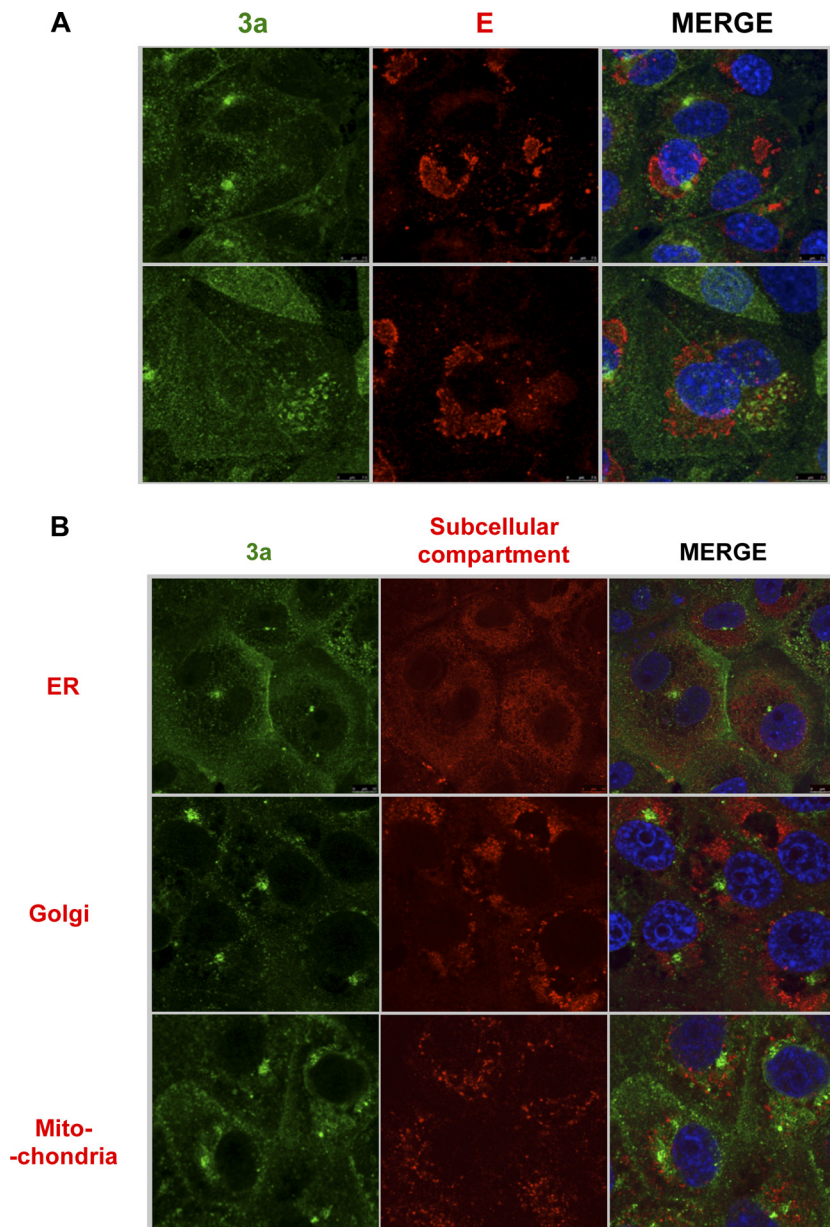 A
3a E MERGE
B
3a
Subcellular
compartment
MERGE
ER
Golgi
Mito-
-chondria